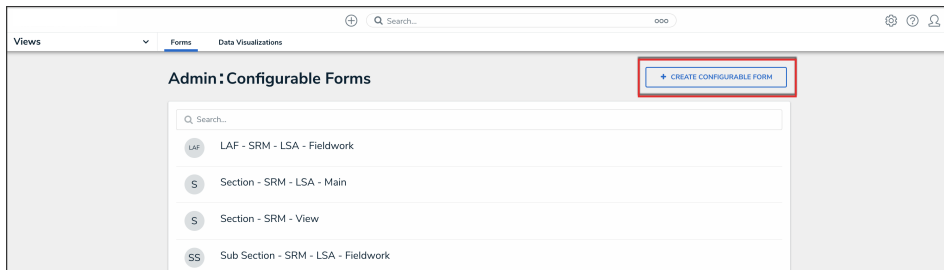 Search...
Views
Forms
Data Visualizations
Admin:Configurable Forms
+ CREATE CONFIGURABLE FORM
Search...
LAF
LAF - SRM - LSA - Fieldwork
S
Section - SRM - LSA - Main
S
Section - SRM - View
SS
Sub Section - SRM - LSA - Fieldwork